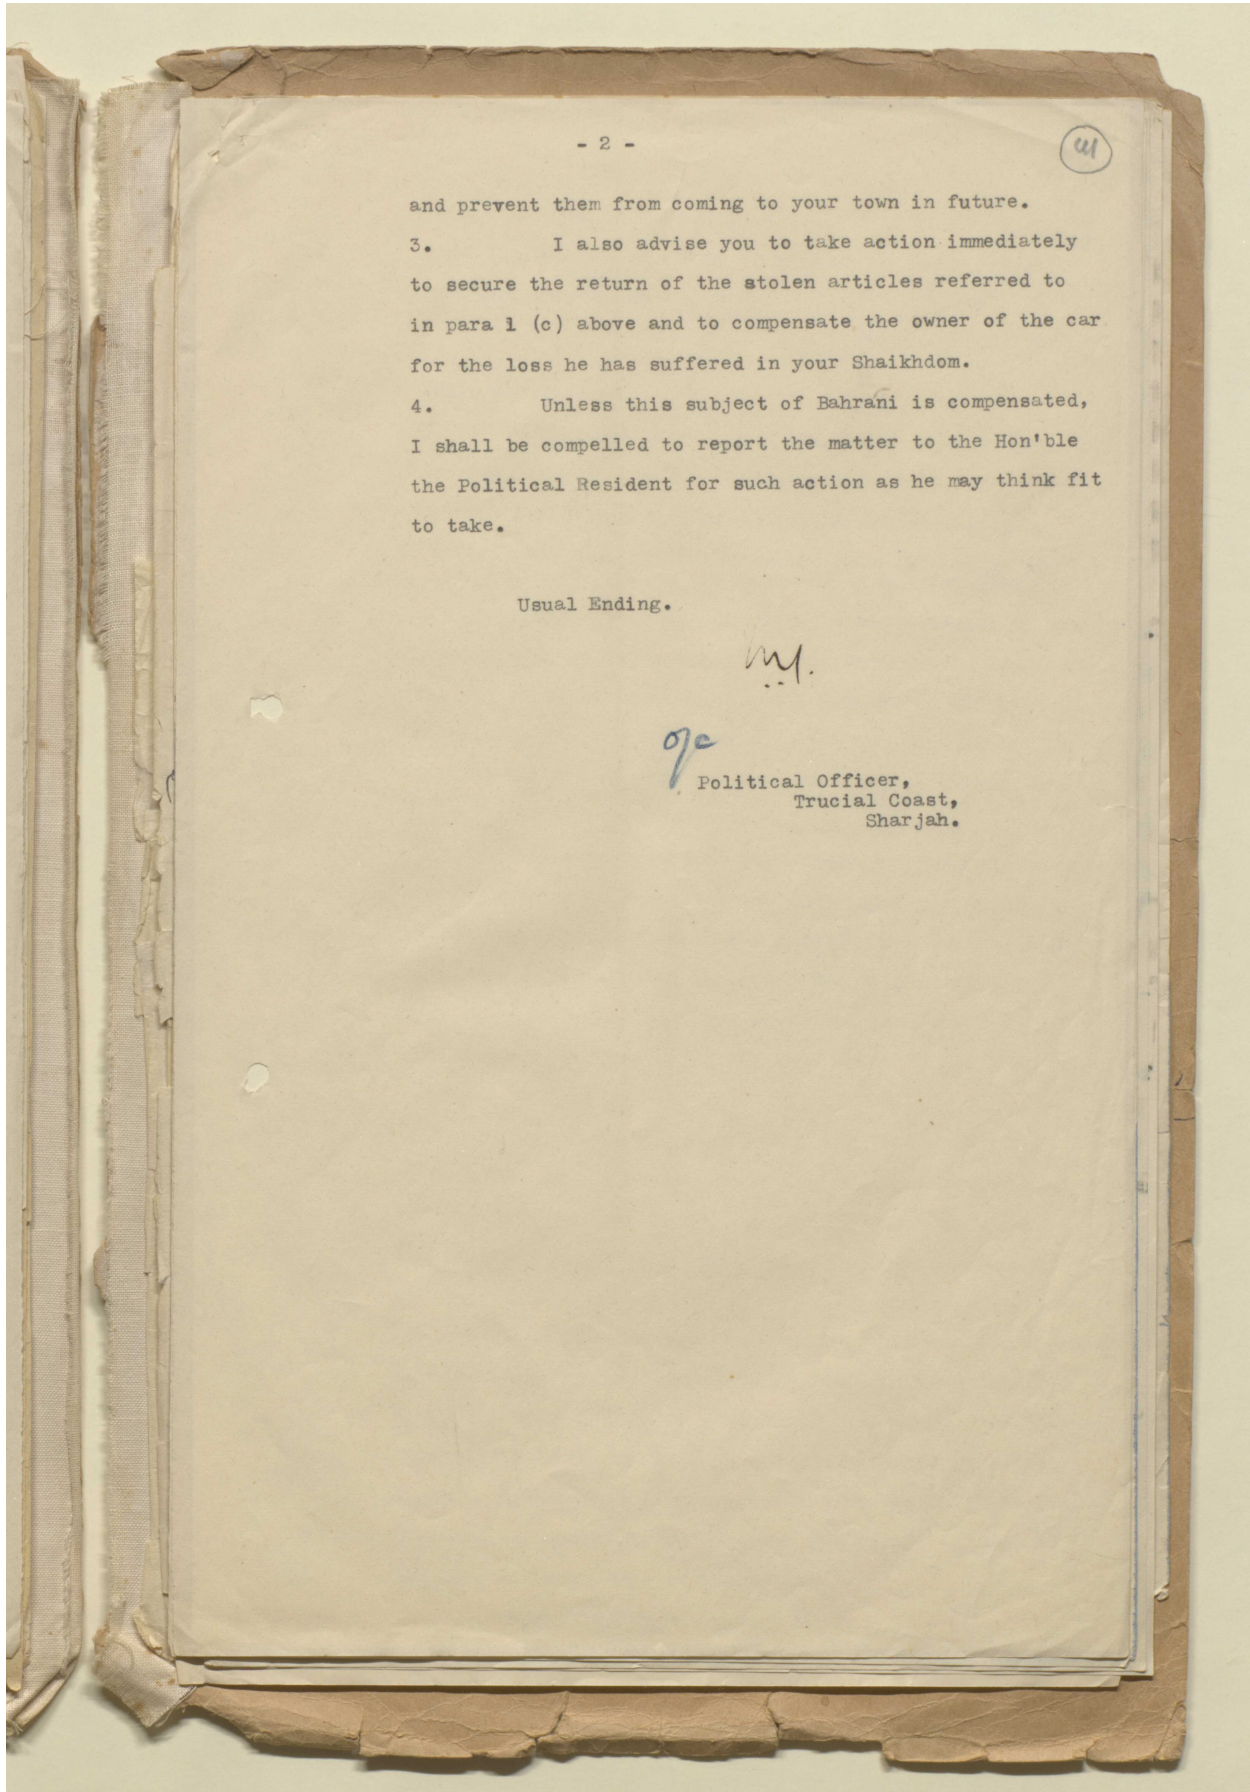 - 2 -
and prevent them from coming to your town in future.
3. I also advise you to take action immediately
to secure the return of the stolen articles referred to
in para 1 (c) above and to compensate the owner of the car
for the loss he has suffered in your Shaikhdom.
4. Unless this subject of Bahrani is compensated,
I shall be compelled to report the matter to the Hon'ble
the Political Resident for such action as he may think fit
to take.
Usual Ending.
Political Officer,
Trucial Coast,
Sharjah.